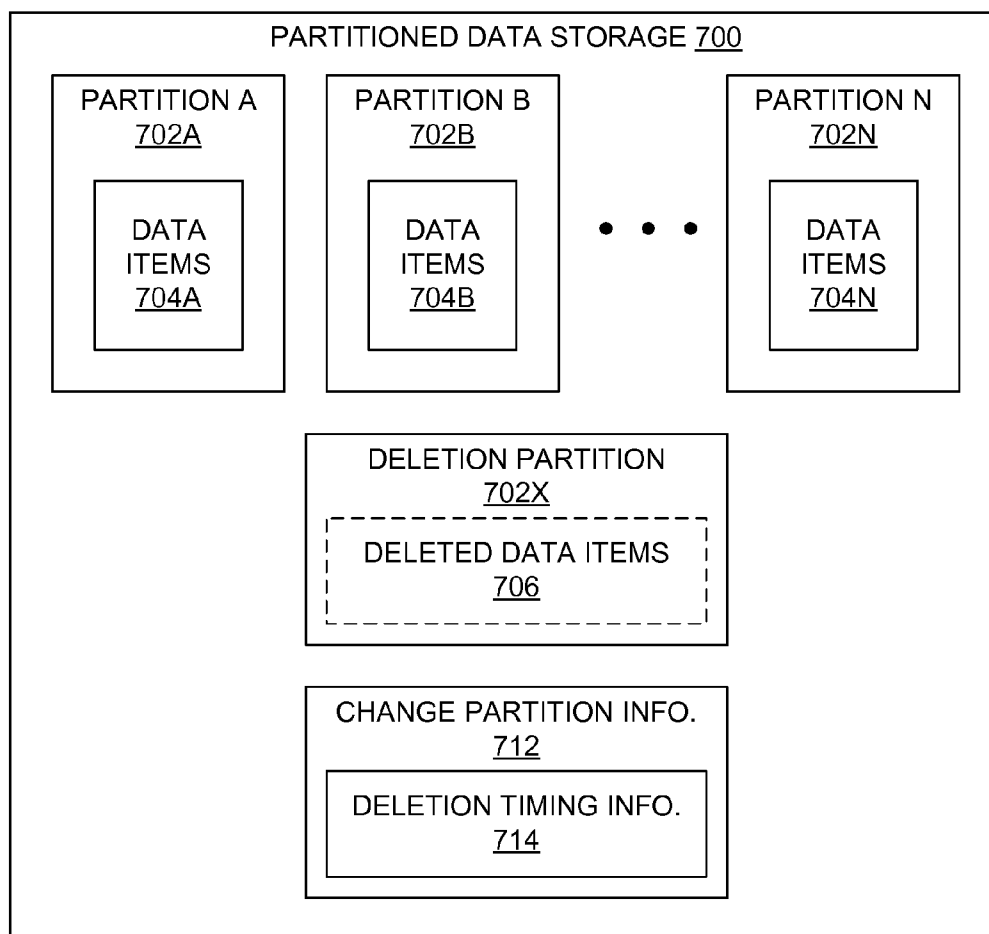 PARTITIONED DATA STORAGE 700
PARTITION A
702A
DATA
ITEMS
704A
PARTITION B
702B
DATA
ITEMS
704B
PARTITION N
702N
DATA
ITEMS
704N
DELETION PARTITION
702X
DELETED DATA ITEMS
706
CHANGE PARTITION INFO.
712
DELETION TIMING INFO.
714